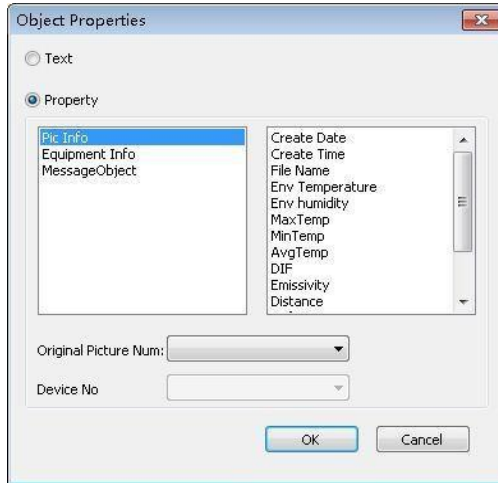 Object Properties
Text
Property
Pic Info
Equipment Info
MessageObject
Create Date
Create Time
File Name
Env Temperature
Env humidity
MaxTemp
MinTemp
AvgTemp
DIF
Emissivity
Distance
Original Picture Num:
Device No
OK
Cancel